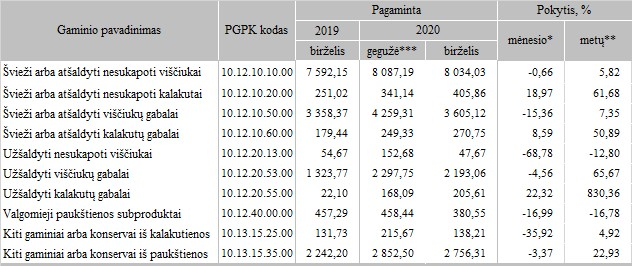 Gaminio pavadinimas PGPK kodas Pagaminta Pokytis, %
2019 2020 mėnesio* metų**
birželis gegužė*** birželis
Švieži arba atšaldyti nesukapoti viščiukai 10.12.10.10.00 7 592,15 8 087,19 8 034,03 -0,66 5,82
Švieži arba atšaldyti nesukapoti kalakutai 10.12.10.20.00 251,02 341,14 405,86 18,97 61,68
Švieži arba atšaldyti viščiukų gabalai 10.12.10.50.00 3 358,37 4 259,31 3 605,12 -15,36 7,35
Švieži arba atšaldyti kalakutų gabalai 10.12.10.60.00 179,44 249,33 270,75 8,59 50,89
Užšaldyti nesukapoti viščiukai 10.12.20.13.00 54,67 152,68 47,67 -68,78 -12,80
Užšaldyti viščiukų gabalai 10.12.20.53.00 1 323,77 2 297,75 2 193,06 -4,56 65,67
Užšaldyti kalakutų gabalai 10.12.20.55.00 22,10 168,09 205,61 22,32 830,36
Valgomieji paukštienos subproduktai 10.12.40.00.00 457,29 458,44 380,55 -16,99 -16,78
Kiti gaminiai arba konservai iš kalakutienos 10.13.15.25.00 131,73 215,67 138,21 -35,92 4,92
Kiti gaminiai arba konservai iš paukštienos 10.13.15.35.00 2 242,20 2 852,50 2 756,31 -3,37 22,93